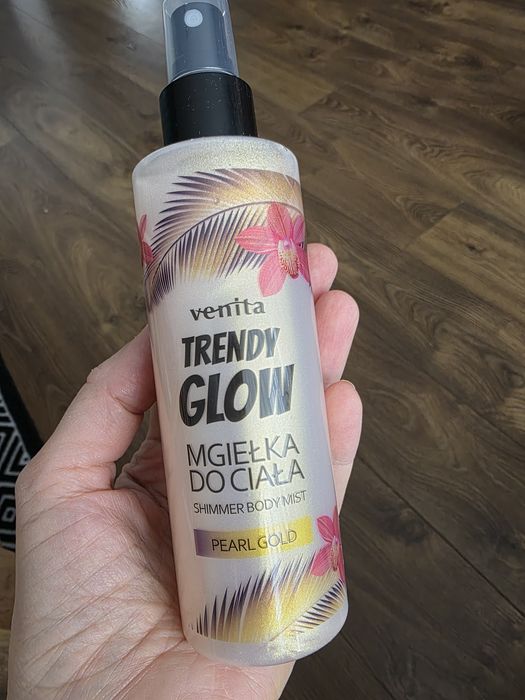 venita
TRENDY
GLOW
MGIEŁKA
DO CIAŁA
SHIMMER BODY MIST
PEARL GOLD